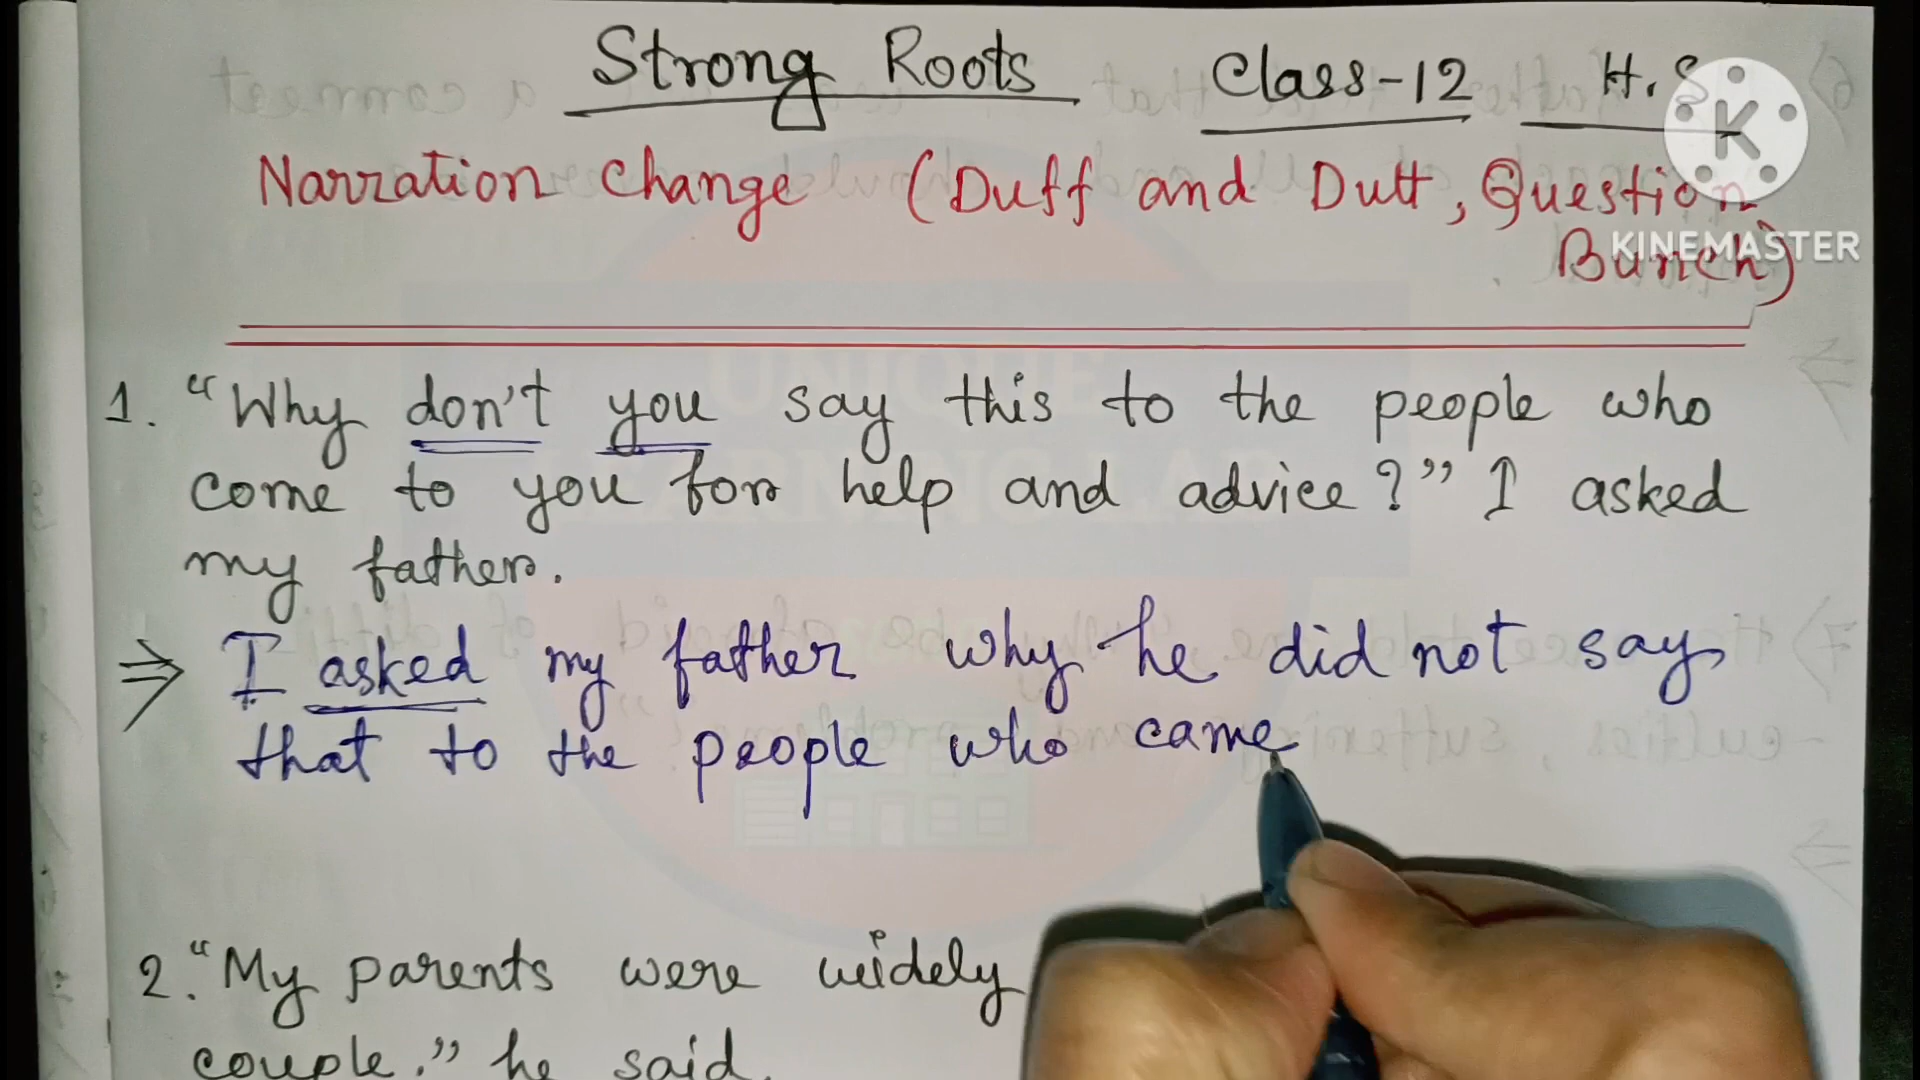 Strong Roots Class-12 H.S
Narration Change (Duff and Dutt, Question
Bunch)
KINEMASTER
1. "Why don't you say this to the people who
come to you for help and advice?" I asked
my father.
⇒ I asked my father why he did not say
that to the people who came
2. "My parents were widely
couple." he said.